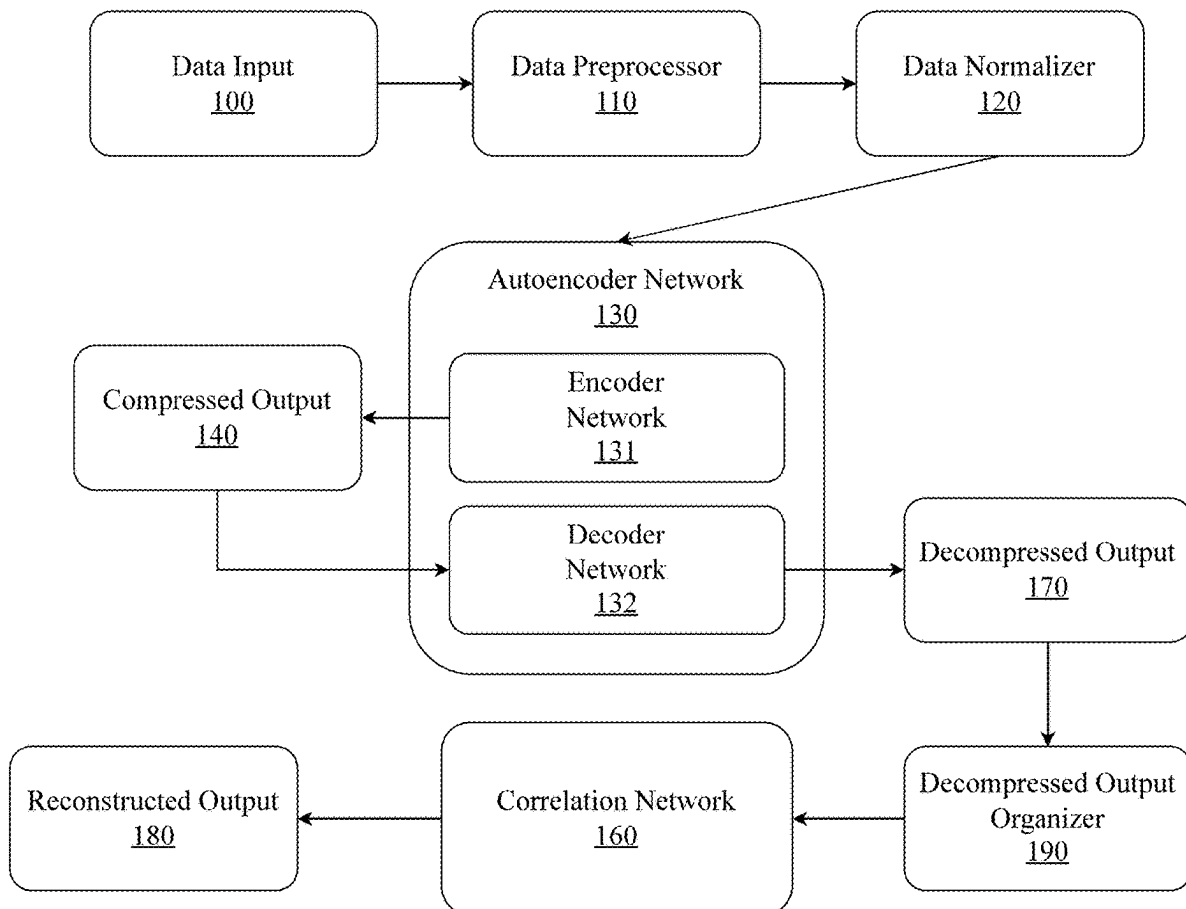 Data Input
100
Data Preprocessor
110
Data Normalizer
120
Autoencoder Network
130
Encoder
Network
131
Compressed Output
140
Decoder
Network
132
Decompressed Output
170
Reconstructed Output
180
Correlation Network
160
Decompressed Output
Organizer
190